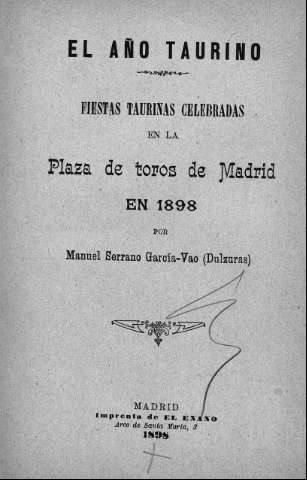 EL AÑO TAURINO
FIESTAS TAURINAS CELEBRADAS
EN LA
Plaza de toros de Madrid
EN 1898
POR
Manuel Serrano García-Vao (Dulzuras)
MADRID
Imprenta de EL ENANO
Arco de Santa María, 3
1898